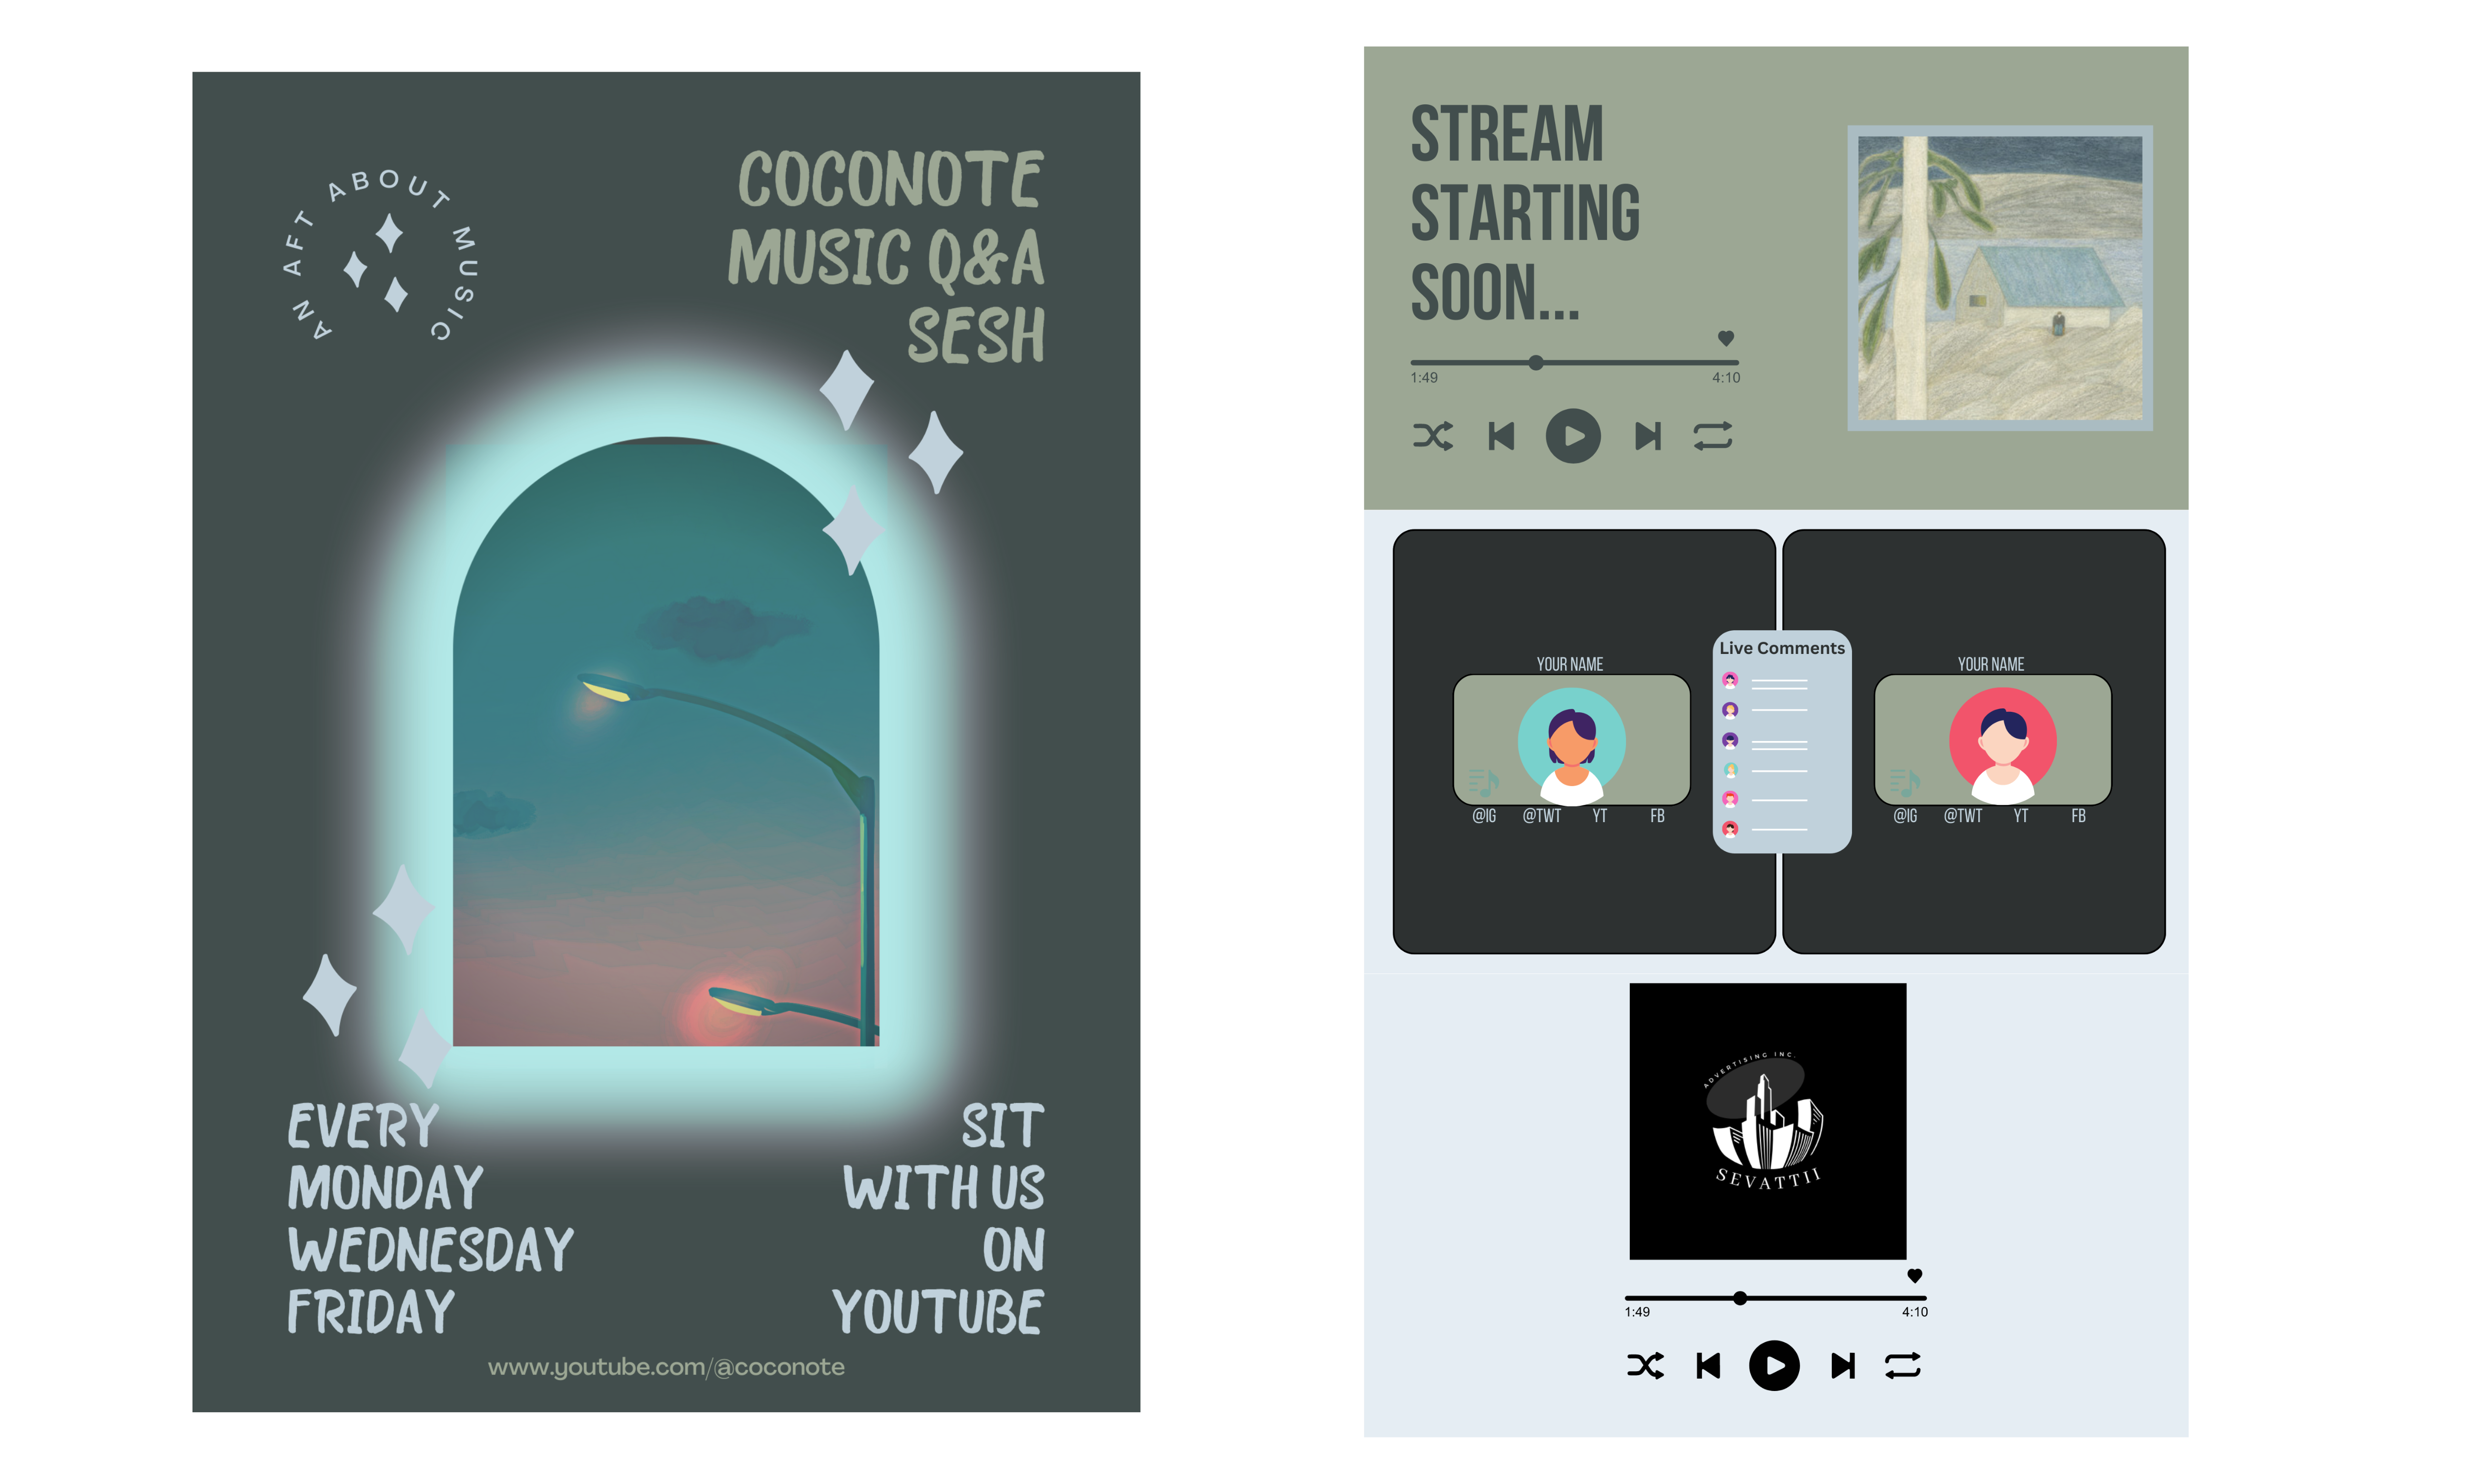 AN AFT ABOUT MUSIC
COCONOTE
MUSIC Q&A
SESH
EVERY
MONDAY
WEDNESDAY
FRIDAY
SIT
WITH US
ON
YOUTUBE
www.youtube.com/@coconote
STREAM
STARTING
SOON...
1:49 4:10
YOUR NAME
@IG @TWT YT FB
Live Comments
YOUR NAME
@IG @TWT YT FB
ADVERTISING INC.
SEVATTII
1:49 4:10